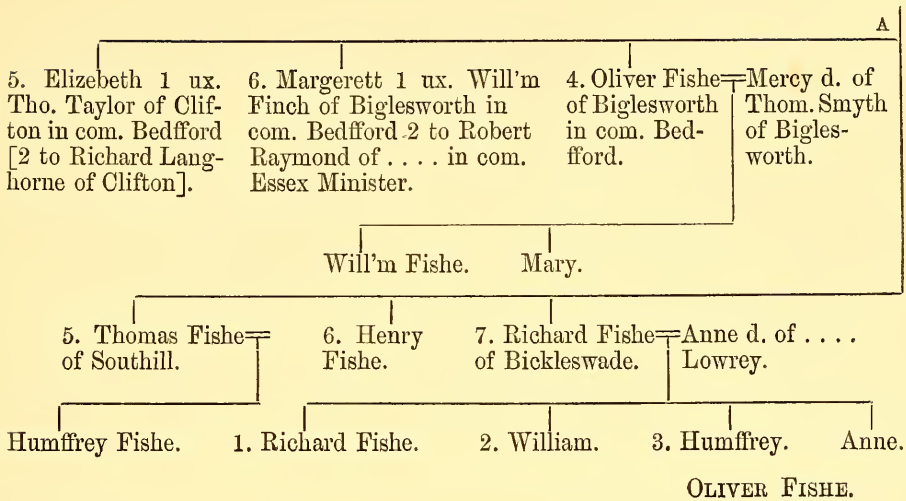 A
5. Elizebeth 1 ux.
Tho. Taylor of Clif-
ton in com. Bedfford
[2 to Richard Lang-
horne of Clifton].
6. Margerett 1 ux. Will'm
Finch of Biglesworth in
com. Bedfford 2 to Robert
Raymond of . . . . in com.
Essex Minister.
4. Oliver Fishe
of Biglesworth
in com. Bed-
fford.
Mercy d. of
Thom. Smyth
of Bigles-
worth.
Will'm Fishe.
Mary.
5. Thomas Fishe
of Southill.
6. Henry
Fishe.
7. Richard Fishe
of Bickleswade.
Anne d. of . . . .
Lowrey.
Humffrey Fishe.
1. Richard Fishe.
2. William.
3. Humffrey.
Anne.
OLIVER FISHE.